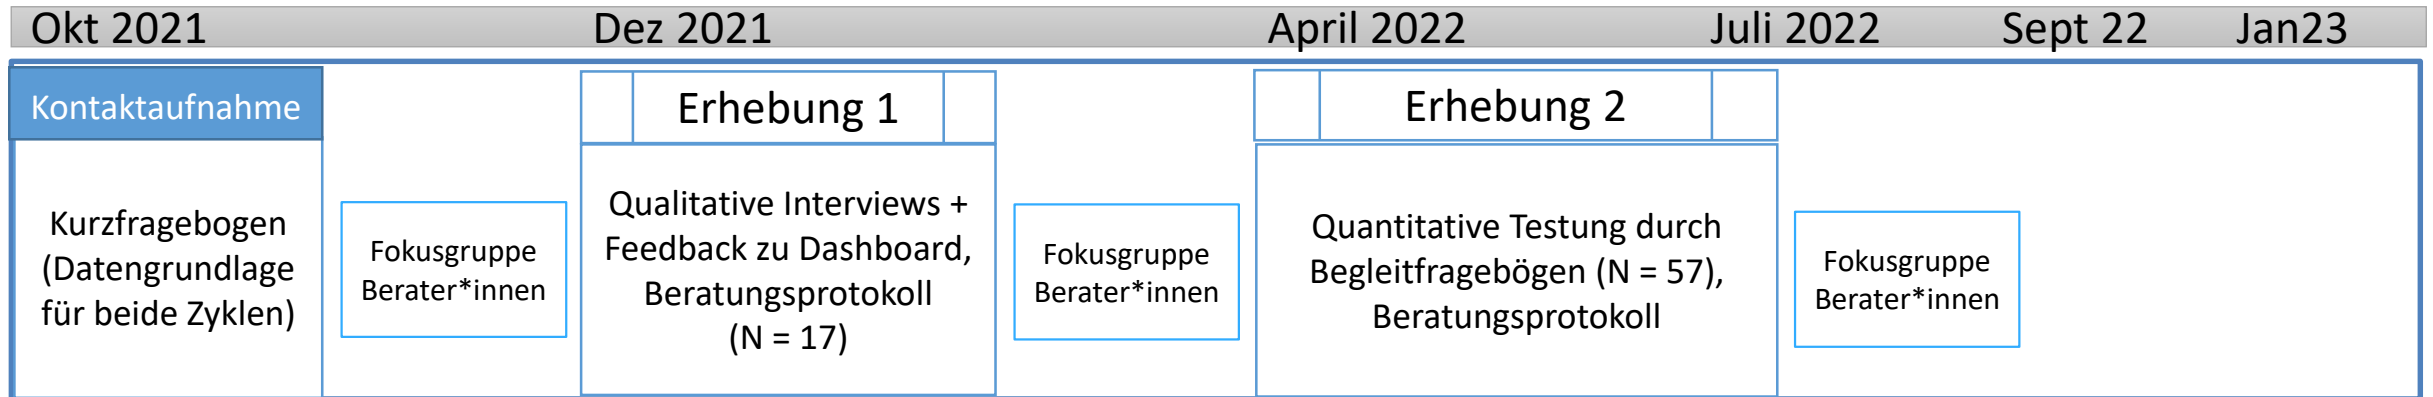 Okt 2021 Dez 2021 April 2022 Juli 2022 Sept 22 Jan23
Kontaktaufnahme
Kurzfragebogen
(Datengrundlage
für beide Zyklen)
Fokusgruppe
Berater*innen
Erhebung 1
Qualitative Interviews +
Feedback zu Dashboard,
Beratungsprotokoll
(N = 17)
Fokusgruppe
Berater*innen
Erhebung 2
Quantitative Testung durch
Begleitfragebögen (N = 57),
Beratungsprotokoll
Fokusgruppe
Berater*innen